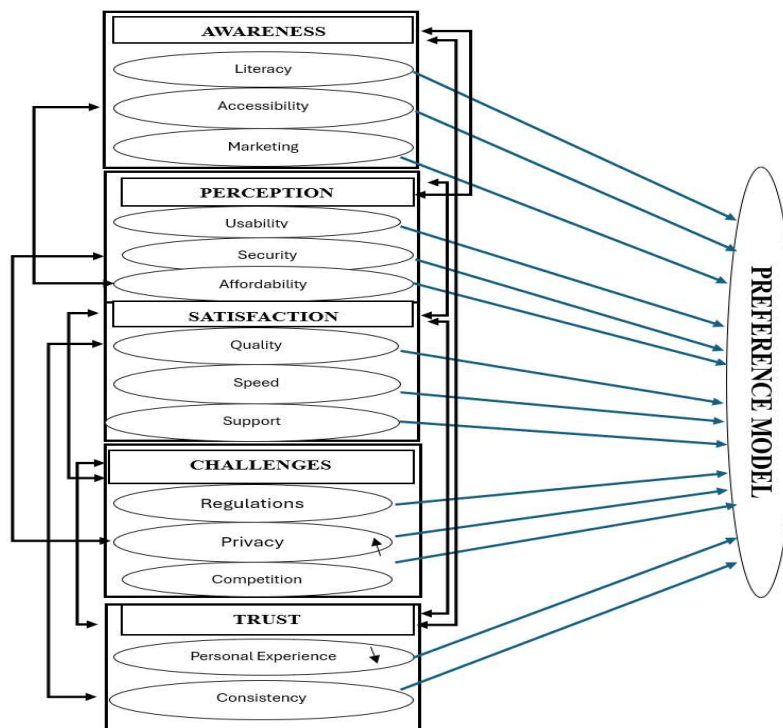 AWARENESS
Literacy
Accessibility
Marketing
PERCEPTION
Usability
Security
Affordability
SATISFACTION
Quality
Speed
Support
CHALLENGES
Regulations
Privacy
Competition
TRUST
Personal Experience
Consistency
PREFERENCE MODEL